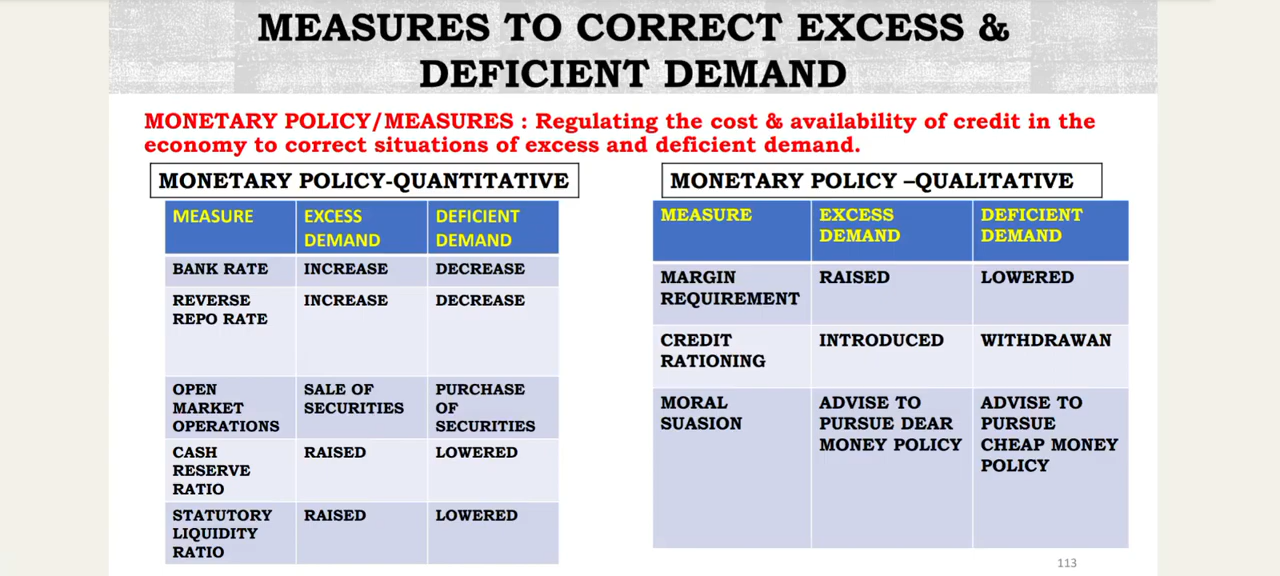 MEASURES TO CORRECT EXCESS &
DEFICIENT DEMAND
MONETARY POLICY/MEASURES : Regulating the cost & availability of credit in the
economy to correct situations of excess and deficient demand.
MONETARY POLICY-QUANTITATIVE
MEASURE
EXCESS
DEMAND
DEFICIENT
DEMAND
BANK RATE
INCREASE
DECREASE
REVERSE
REPO RATE
INCREASE
DECREASE
OPEN
MARKET
OPERATIONS
SALE OF
SECURITIES
PURCHASE
OF
SECURITIES
CASH
RESERVE
RATIO
RAISED
LOWERED
STATUTORY
LIQUIDITY
RATIO
RAISED
LOWERED
MONETARY POLICY –QUALITATIVE
MEASURE
EXCESS
DEMAND
DEFICIENT
DEMAND
MARGIN
REQUIREMENT
RAISED
LOWERED
CREDIT
RATIONING
INTRODUCED
WITHDRAWAN
MORAL
SUASION
ADVISE TO
PURSUE DEAR
MONEY POLICY
ADVISE TO
PURSUE
CHEAP MONEY
POLICY
113